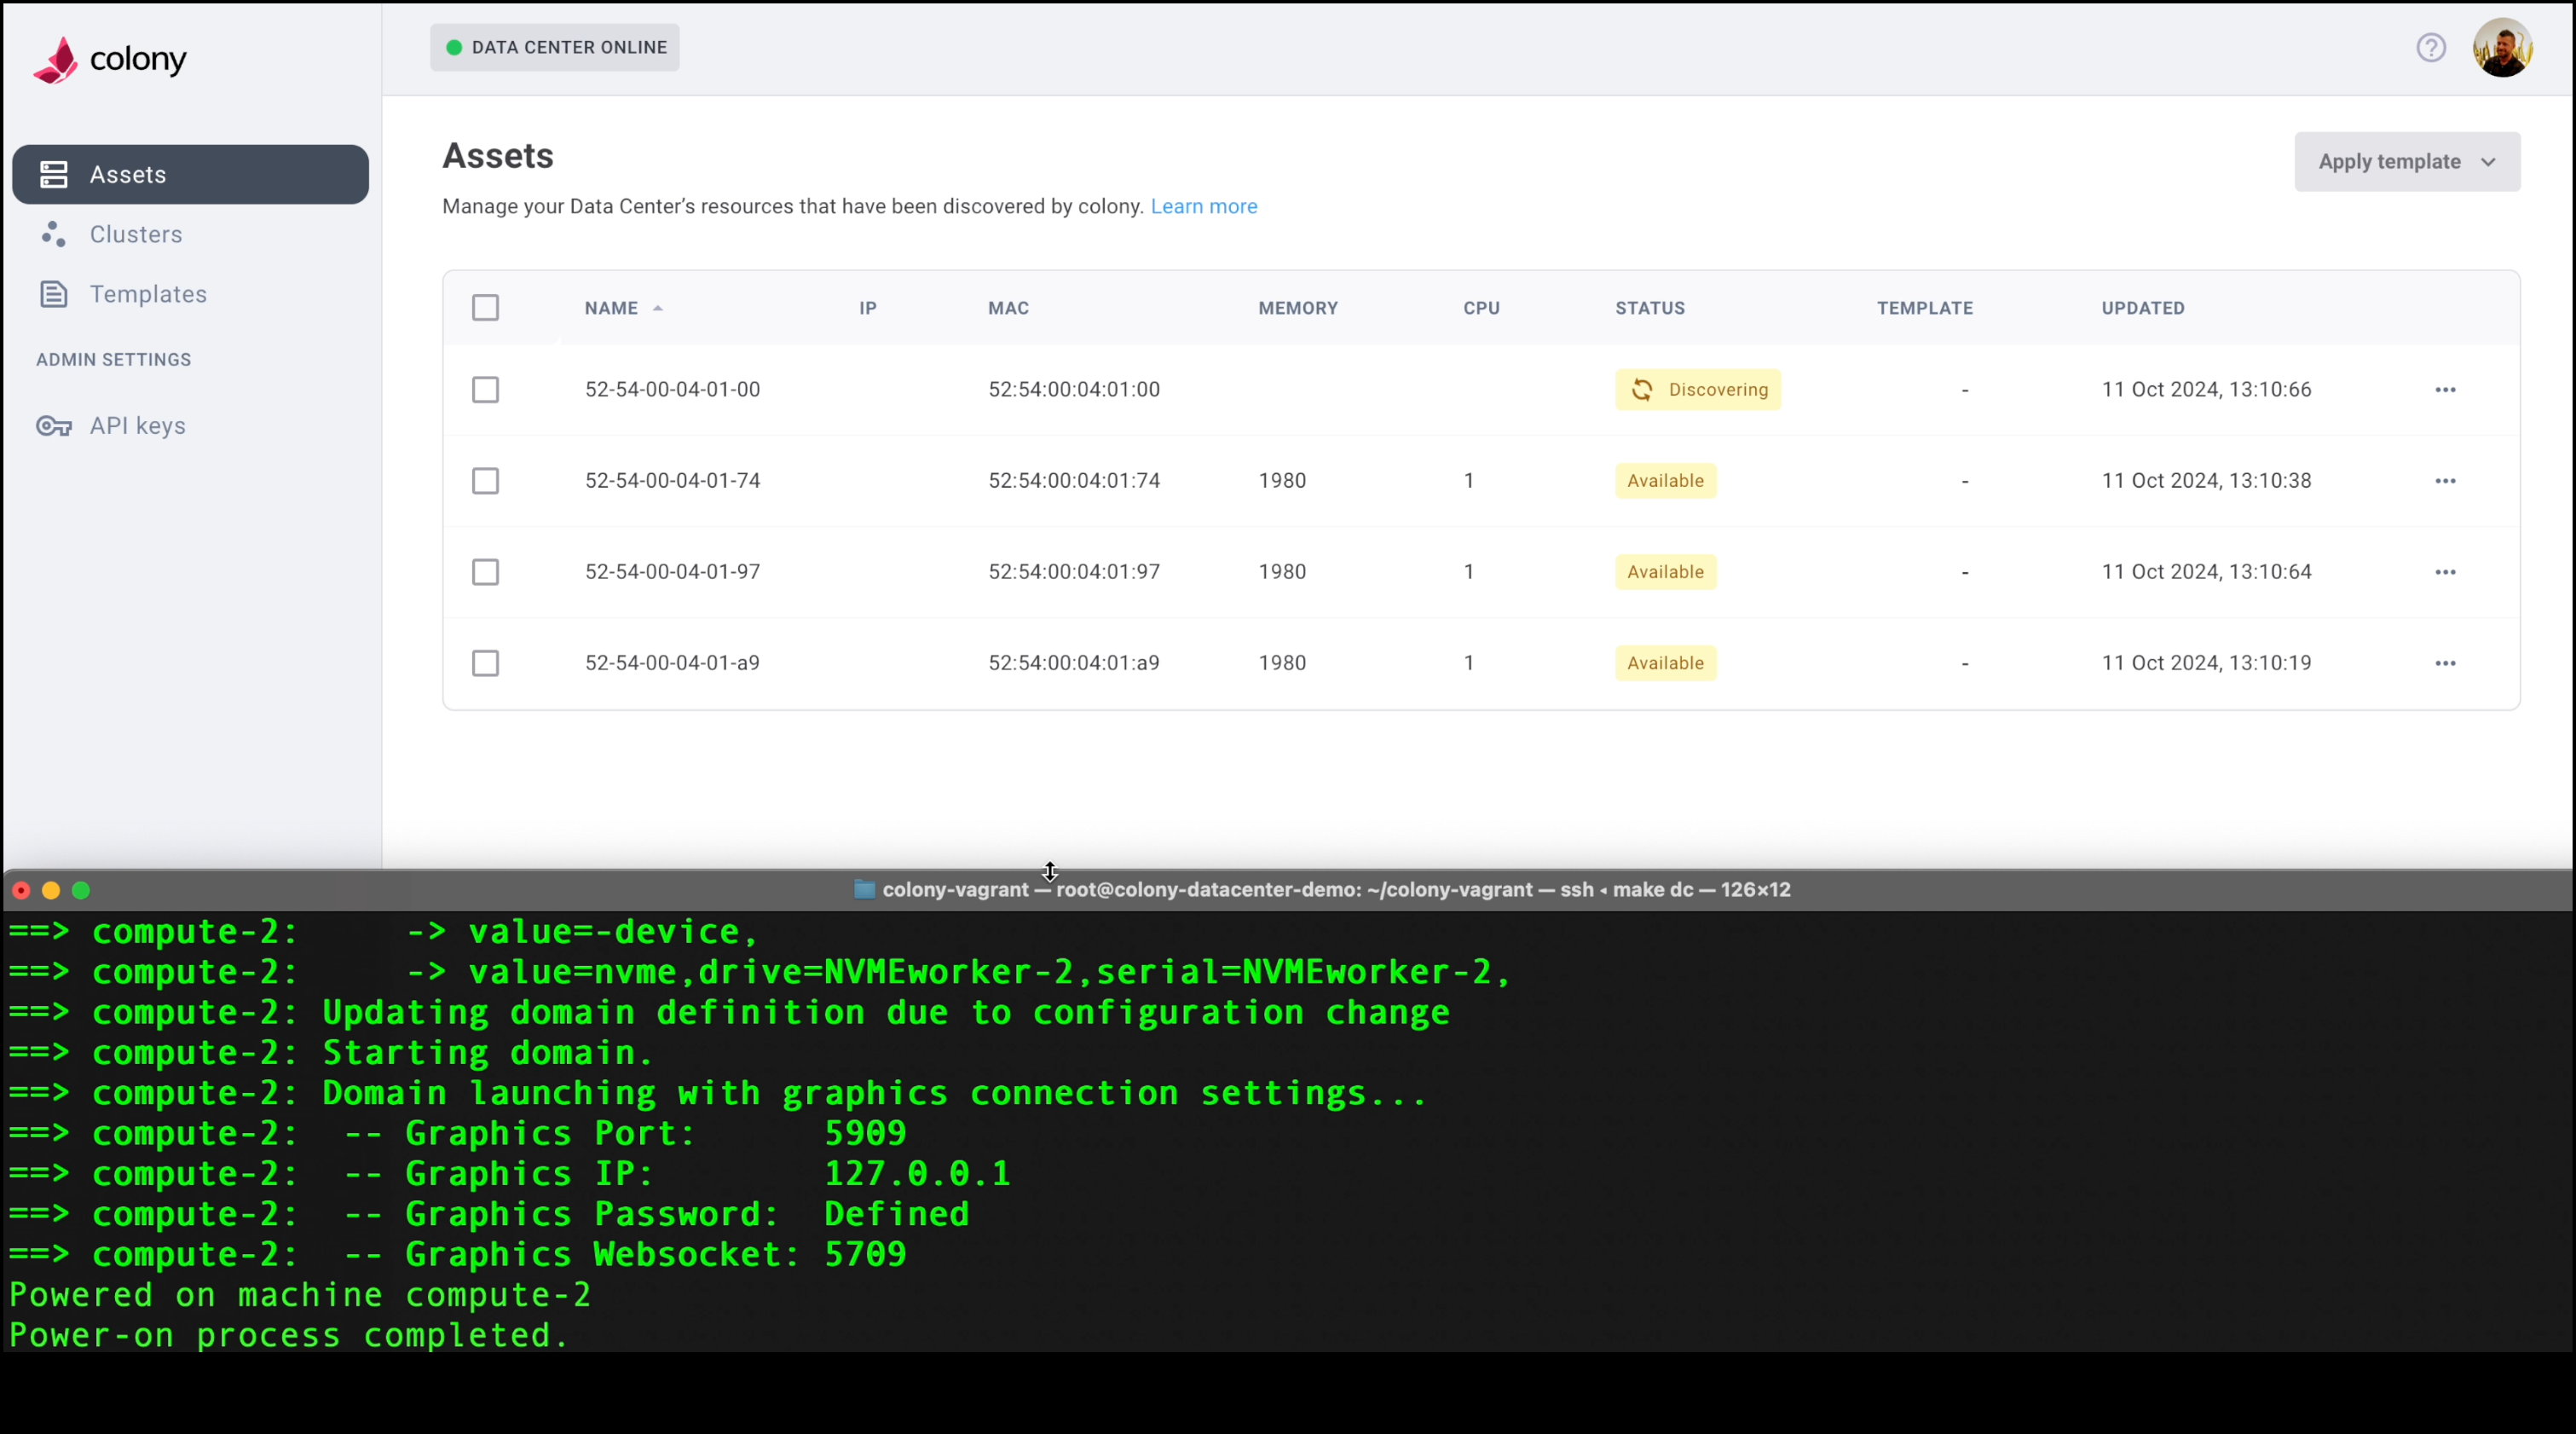 colony
DATA CENTER ONLINE
Assets
Clusters
Templates
ADMIN SETTINGS
API keys
Assets
Apply template
Manage your Data Center’s resources that have been discovered by colony. Learn more
NAME IP MAC MEMORY CPU STATUS TEMPLATE UPDATED
52-54-00-04-01-00 52:54:00:04:01:00 Discovering - 11 Oct 2024, 13:10:66
52-54-00-04-01-74 52:54:00:04:01:74 1980 1 Available - 11 Oct 2024, 13:10:38
52-54-00-04-01-97 52:54:00:04:01:97 1980 1 Available - 11 Oct 2024, 13:10:64
52-54-00-04-01-a9 52:54:00:04:01:a9 1980 1 Available - 11 Oct 2024, 13:10:19
colony-vagrant — root@colony-datacenter-demo: ~/colony-vagrant — ssh ◂ make dc — 126×12
==> compute-2:     -> value=-device,
==> compute-2:     -> value=nvme,drive=NVMEworker-2,serial=NVMEworker-2,
==> compute-2: Updating domain definition due to configuration change
==> compute-2: Starting domain.
==> compute-2: Domain launching with graphics connection settings...
==> compute-2:  -- Graphics Port:      5909
==> compute-2:  -- Graphics IP:        127.0.0.1
==> compute-2:  -- Graphics Password:  Defined
==> compute-2:  -- Graphics Websocket: 5709
Powered on machine compute-2
Power-on process completed.